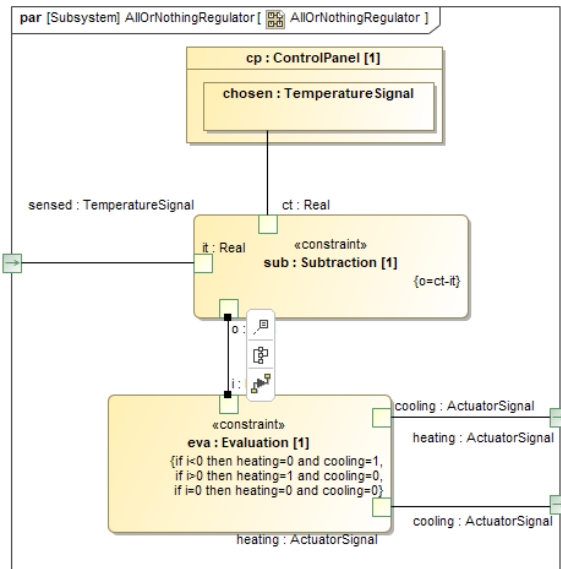 par [Subsystem] AllOrNothingRegulator [ AllOrNothingRegulator ]
cp : ControlPanel [1]
chosen : TemperatureSignal
sensed : TemperatureSignal
ct : Real
it : Real
«constraint»
sub : Subtraction [1]
{o=ct-it}
o :
i :
cooling : ActuatorSignal
«constraint»
heating : ActuatorSignal
eva : Evaluation [1]
{if i<0 then heating=0 and cooling=1,
if i>0 then heating=1 and cooling=0,
if i=0 then heating=0 and cooling=0}
cooling : ActuatorSignal
heating : ActuatorSignal